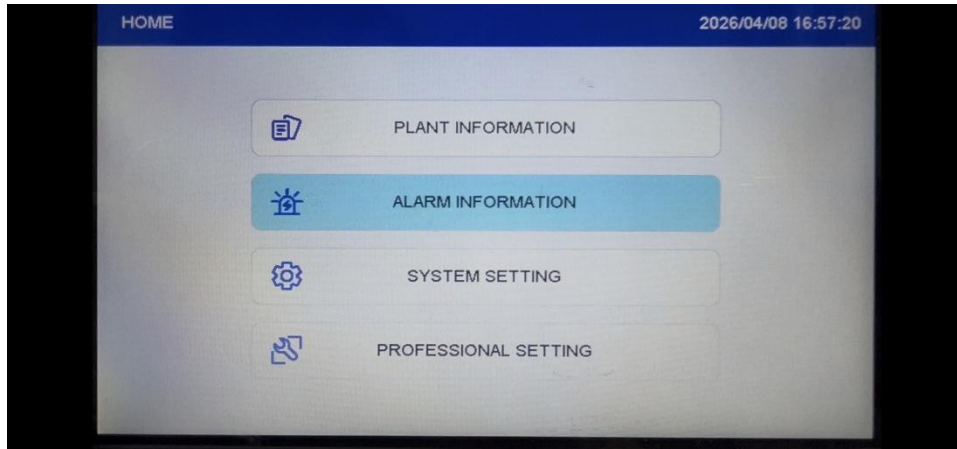 HOME 2026/04/08 16:57:20
PLANT INFORMATION
ALARM INFORMATION
SYSTEM SETTING
PROFESSIONAL SETTING